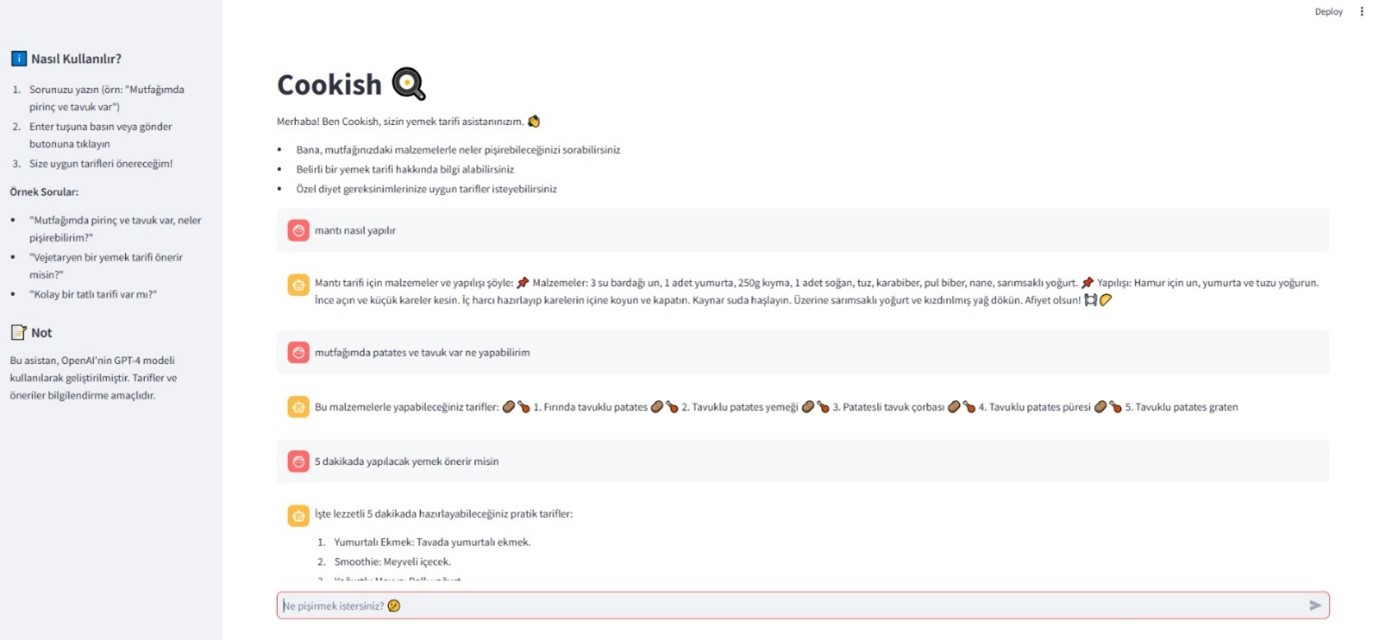 Deploy
Nasıl Kullanılır?
1. Sorunuzu yazın (örn: "Mutfağımda
pirinç ve tavuk var")
2. Enter tuşuna basın veya gönder
butonuna tıklayın
3. Size uygun tarifleri önereceğim!
Örnek Sorular:
• "Mutfağımda pirinç ve tavuk var, neler
pişirebilirim?"
• "Vejetaryen bir yemek tarifi önerir
misin?"
• "Kolay bir tatlı tarifi var mı?"
Not
Bu asistan, OpenAI'nin GPT-4 modeli
kullanılarak geliştirilmiştir. Tarifler ve
öneriler bilgilendirme amaçlıdır.
Cookish
Merhaba! Ben Cookish, sizin yemek tarifi asistanınızım.
• Bana, mutfağınızdaki malzemelerle neler pişirebileceğinizi sorabilirsiniz
• Belirli bir yemek tarifi hakkında bilgi alabilirsiniz
• Özel diyet gereksinimlerinize uygun tarifler isteyebilirsiniz
mantı nasıl yapılır
Mantı tarifi için malzemeler ve yapılışı şöyle: 📌 Malzemeler: 3 su bardağı un, 1 adet yumurta, 250g kıyma, 1 adet soğan, tuz, karabiber, pul biber, nane, sarımsaklı yoğurt. 📌 Yapılışı: Hamur için un, yumurta ve tuzu yoğurun.
İnce açın ve küçük kareler kesin. İç harcı hazırlayıp karelerin içine koyun ve kapatın. Kaynar suda haşlayın. Üzerine sarımsaklı yoğurt ve kızdırılmış yağ dökün. Afiyet olsun! 🍽️🥟
mutfağımda patates ve tavuk var ne yapabilirim
Bu malzemelerle yapabileceğiniz tarifler: 🥔🍗 1. Fırında tavuklu patates 🥔🍗 2. Tavuklu patates yemeği 🥔🍗 3. Patatesli tavuk çorbası 🥔🍗 4. Tavuklu patates püresi 🥔🍗 5. Tavuklu patates graten
5 dakikada yapılacak yemek önerir misin
İşte lezzetli 5 dakikada hazırlayabileceğiniz pratik tarifler:
1. Yumurtalı Ekmek: Tavada yumurtalı ekmek.
2. Smoothie: Meyveli içecek.
Ne pişirmek istersiniz?